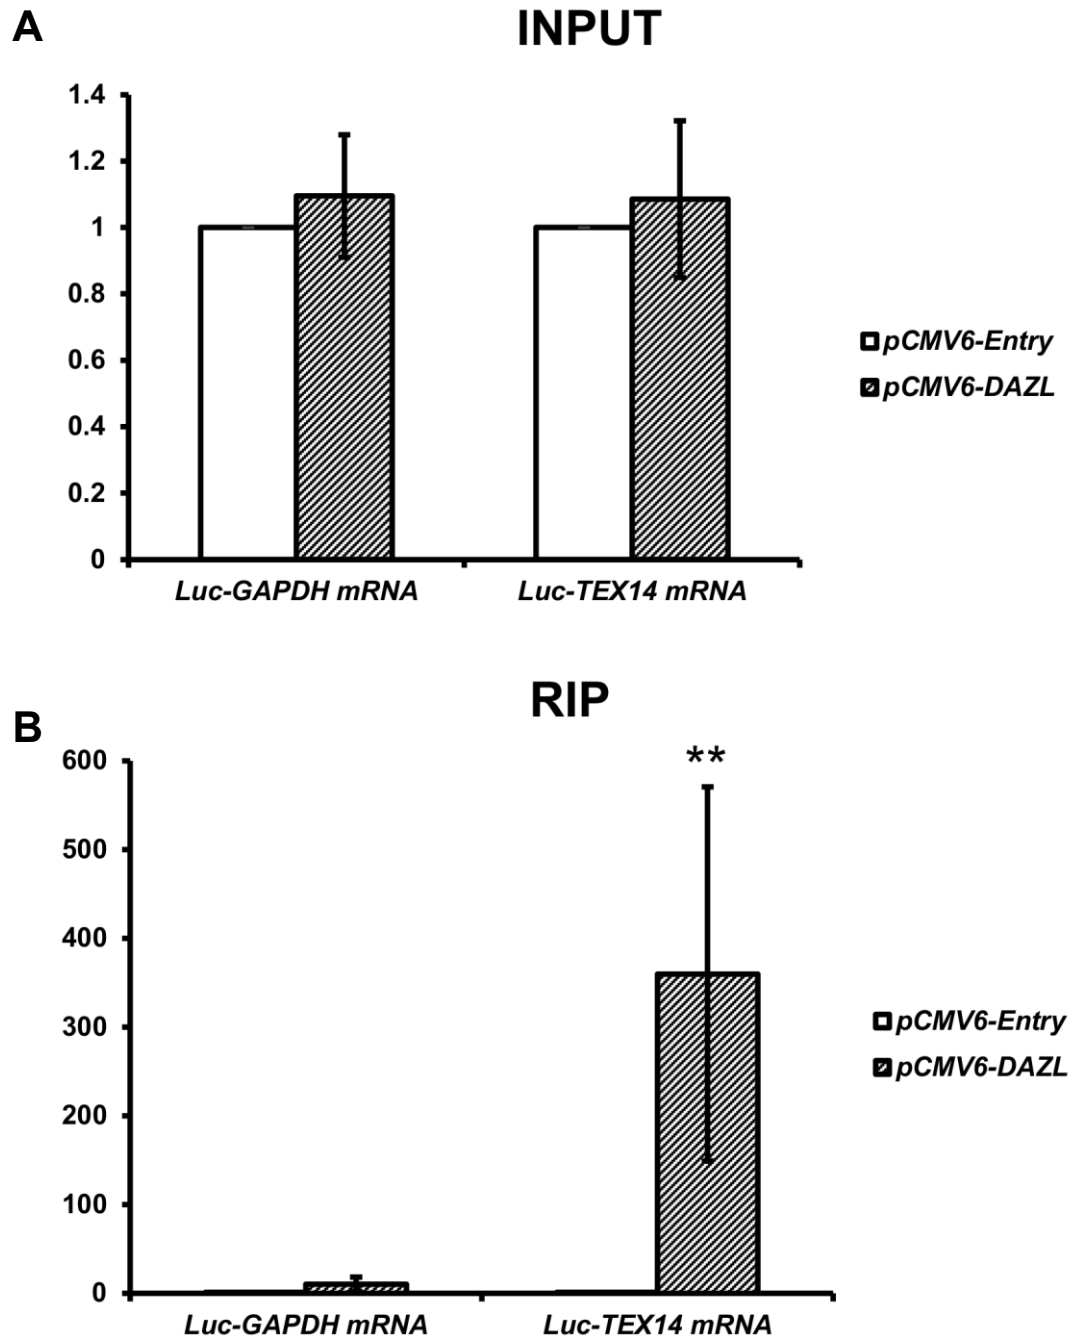 A
INPUT
1.4
1.2
1
0.8
0.6
0.4
0.2
0
Luc-GAPDH mRNA
Luc-TEX14 mRNA
pCMV6-Entry
pCMV6-DAZL
B
RIP
**
600
500
400
300
200
100
0
Luc-GAPDH mRNA
Luc-TEX14 mRNA
pCMV6-Entry
pCMV6-DAZL